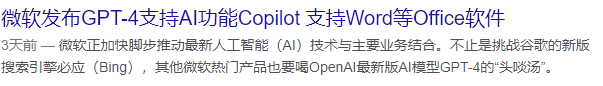 微软发布GPT-4支持AI功能Copilot 支持Word等Office软件
3天前 — 微软正加快脚步推动最新人工智能（AI）技术与主要业务结合。不止是挑战谷歌的新版
搜索引擎必应（Bing），其他微软热门产品也要喝OpenAI最新版AI模型GPT-4的“头啖汤”。